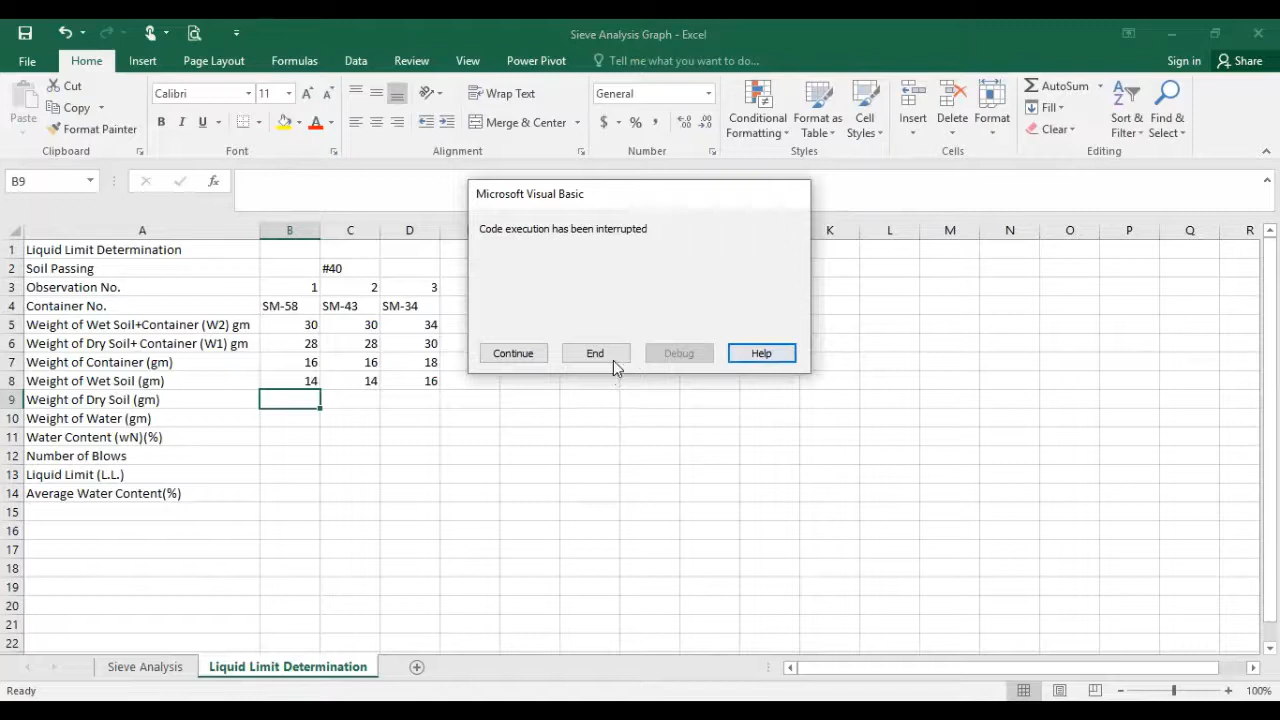 Sieve Analysis Graph - Excel
File Home Insert Page Layout Formulas Data Review View Power Pivot Tell me what you want to do... Sign in Share
Paste Cut Copy Format Painter
Clipboard
Calibri 11 A A
B I U A
Font
Wrap Text
Merge & Center
Alignment
General
$ % ,
Number
Conditional Formatting Format as Table Cell Styles
Styles
Insert Delete Format
Cells
AutoSum Fill Clear Sort & Filter Find & Select
Editing
B9 fx
A B C D K L M N O P Q R
1 Liquid Limit Determination
2 Soil Passing #40
3 Observation No. 1 2 3
4 Container No. SM-58 SM-43 SM-34
5 Weight of Wet Soil+Container (W2) gm 30 30 34
6 Weight of Dry Soil+ Container (W1) gm 28 28 30
7 Weight of Container (gm) 16 16 18
8 Weight of Wet Soil (gm) 14 14 16
9 Weight of Dry Soil (gm)
10 Weight of Water (gm)
11 Water Content (wN)(%)
12 Number of Blows
13 Liquid Limit (L.L.)
14 Average Water Content(%)
15
16
17
18
19
20
21
22
Microsoft Visual Basic
Code execution has been interrupted
Continue End Debug Help
Sieve Analysis Liquid Limit Determination
Ready 100%